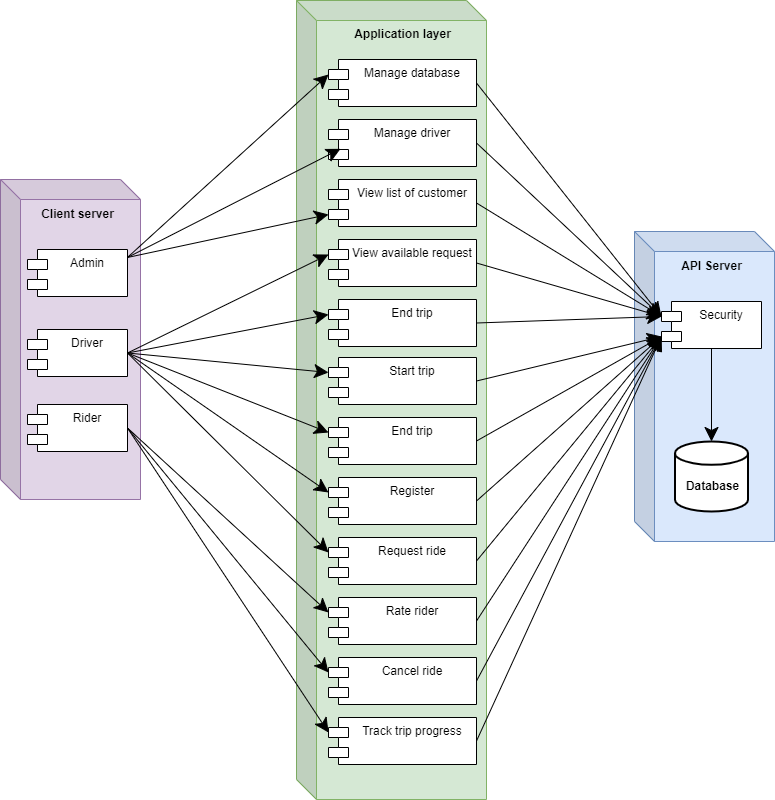 Application layer
Manage database
Manage driver
View list of customer
View available request
End trip
Start trip
End trip
Register
Request ride
Rate rider
Cancel ride
Track trip progress
Client server
Admin
Driver
Rider
API Server
Security
Database